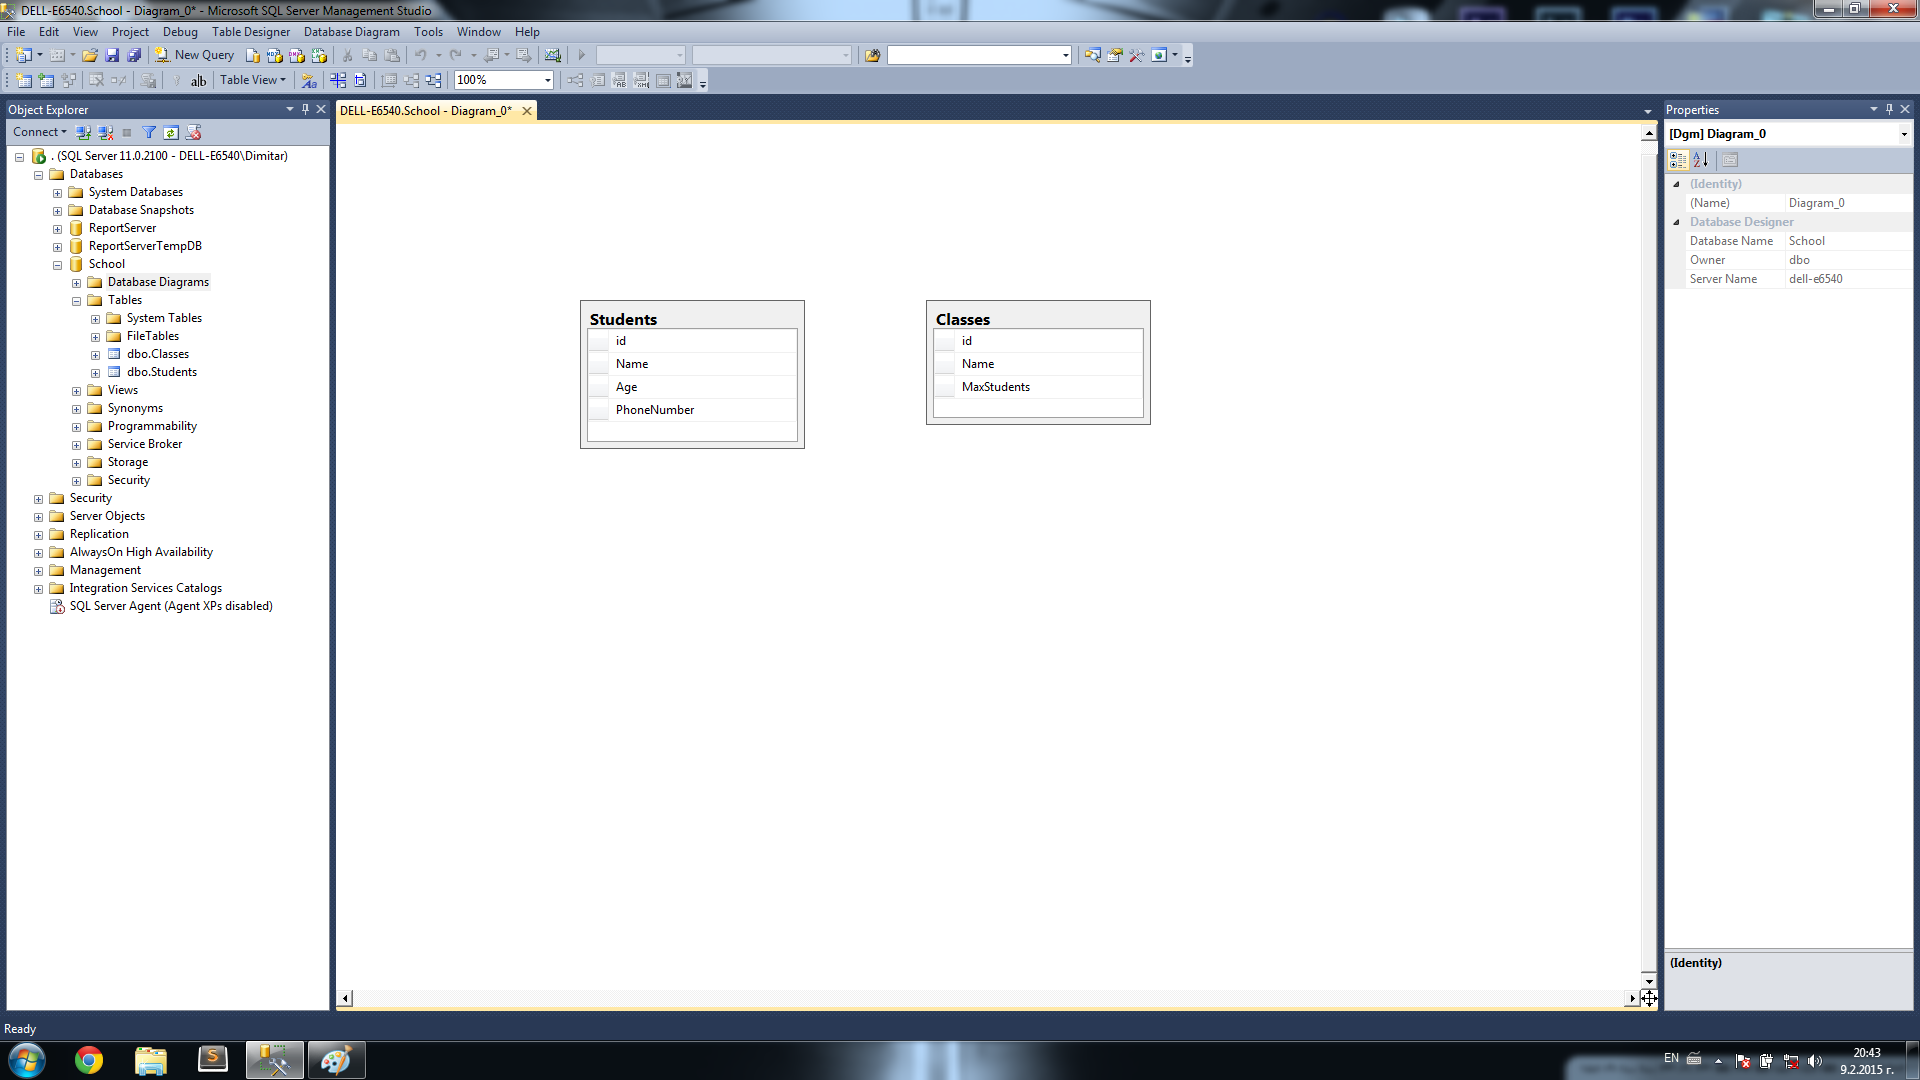 DELL-E6540.School - Diagram_0* - Microsoft SQL Server Management Studio
File Edit View Project Debug Table Designer Database Diagram Tools Window Help
New Query
Table View 100%
Object Explorer
Connect
. (SQL Server 11.0.2100 - DELL-E6540\Dimitar)
Databases
System Databases
Database Snapshots
ReportServer
ReportServerTempDB
School
Database Diagrams
Tables
System Tables
FileTables
dbo.Classes
dbo.Students
Views
Synonyms
Programmability
Service Broker
Storage
Security
Security
Server Objects
Replication
AlwaysOn High Availability
Management
Integration Services Catalogs
SQL Server Agent (Agent XPs disabled)
DELL-E6540.School - Diagram_0*
Students
id
Name
Age
PhoneNumber
Classes
id
Name
MaxStudents
Properties
[Dgm] Diagram_0
(Identity)
(Name) Diagram_0
Database Designer
Database Name School
Owner dbo
Server Name dell-e6540
(Identity)
Ready
EN
20:43
9.2.2015 г.